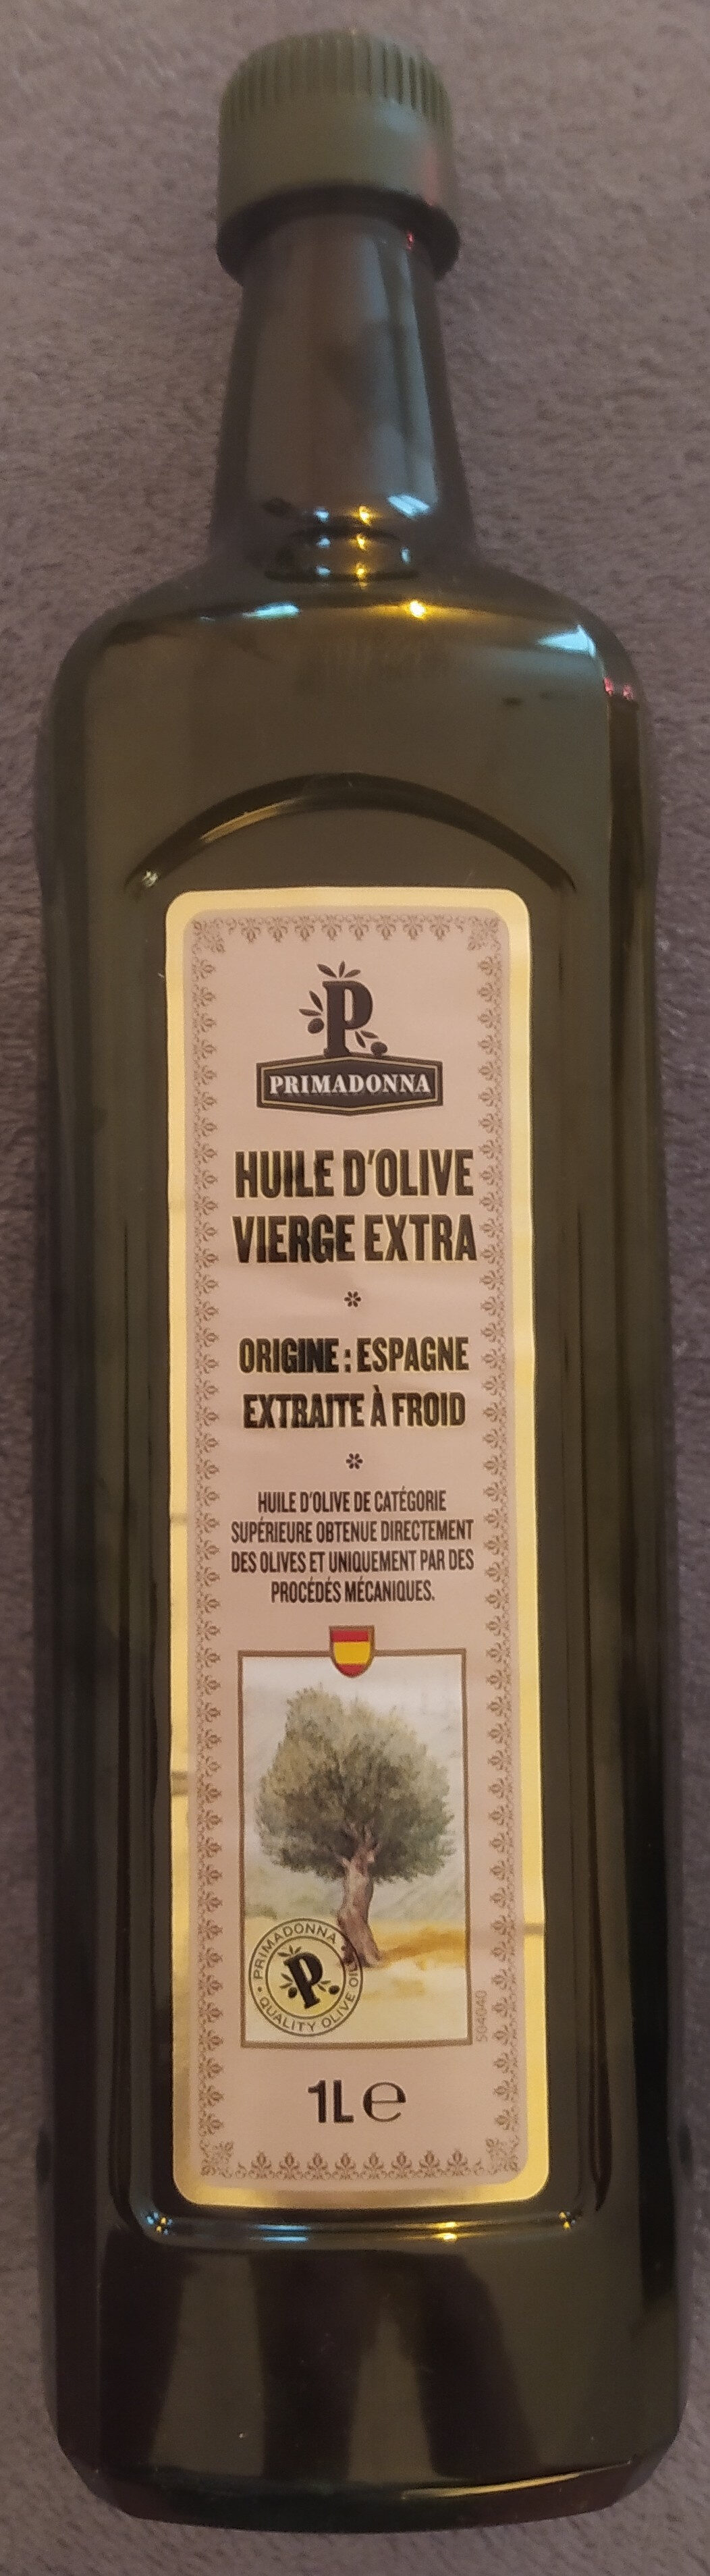 P
PRIMADONNA
HUILE D'OLIVE
VIERGE EXTRA
*
ORIGINE : ESPAGNE
EXTRAITE À FROID
*
HUILE D'OLIVE DE CATÉGORIE
SUPÉRIEURE OBTENUE DIRECTEMENT
DES OLIVES ET UNIQUEMENT PAR DES
PROCÉDÉS MÉCANIQUES.
PRIMADONNA
P
• QUALITY OLIVE OIL •
504040
1L ℮